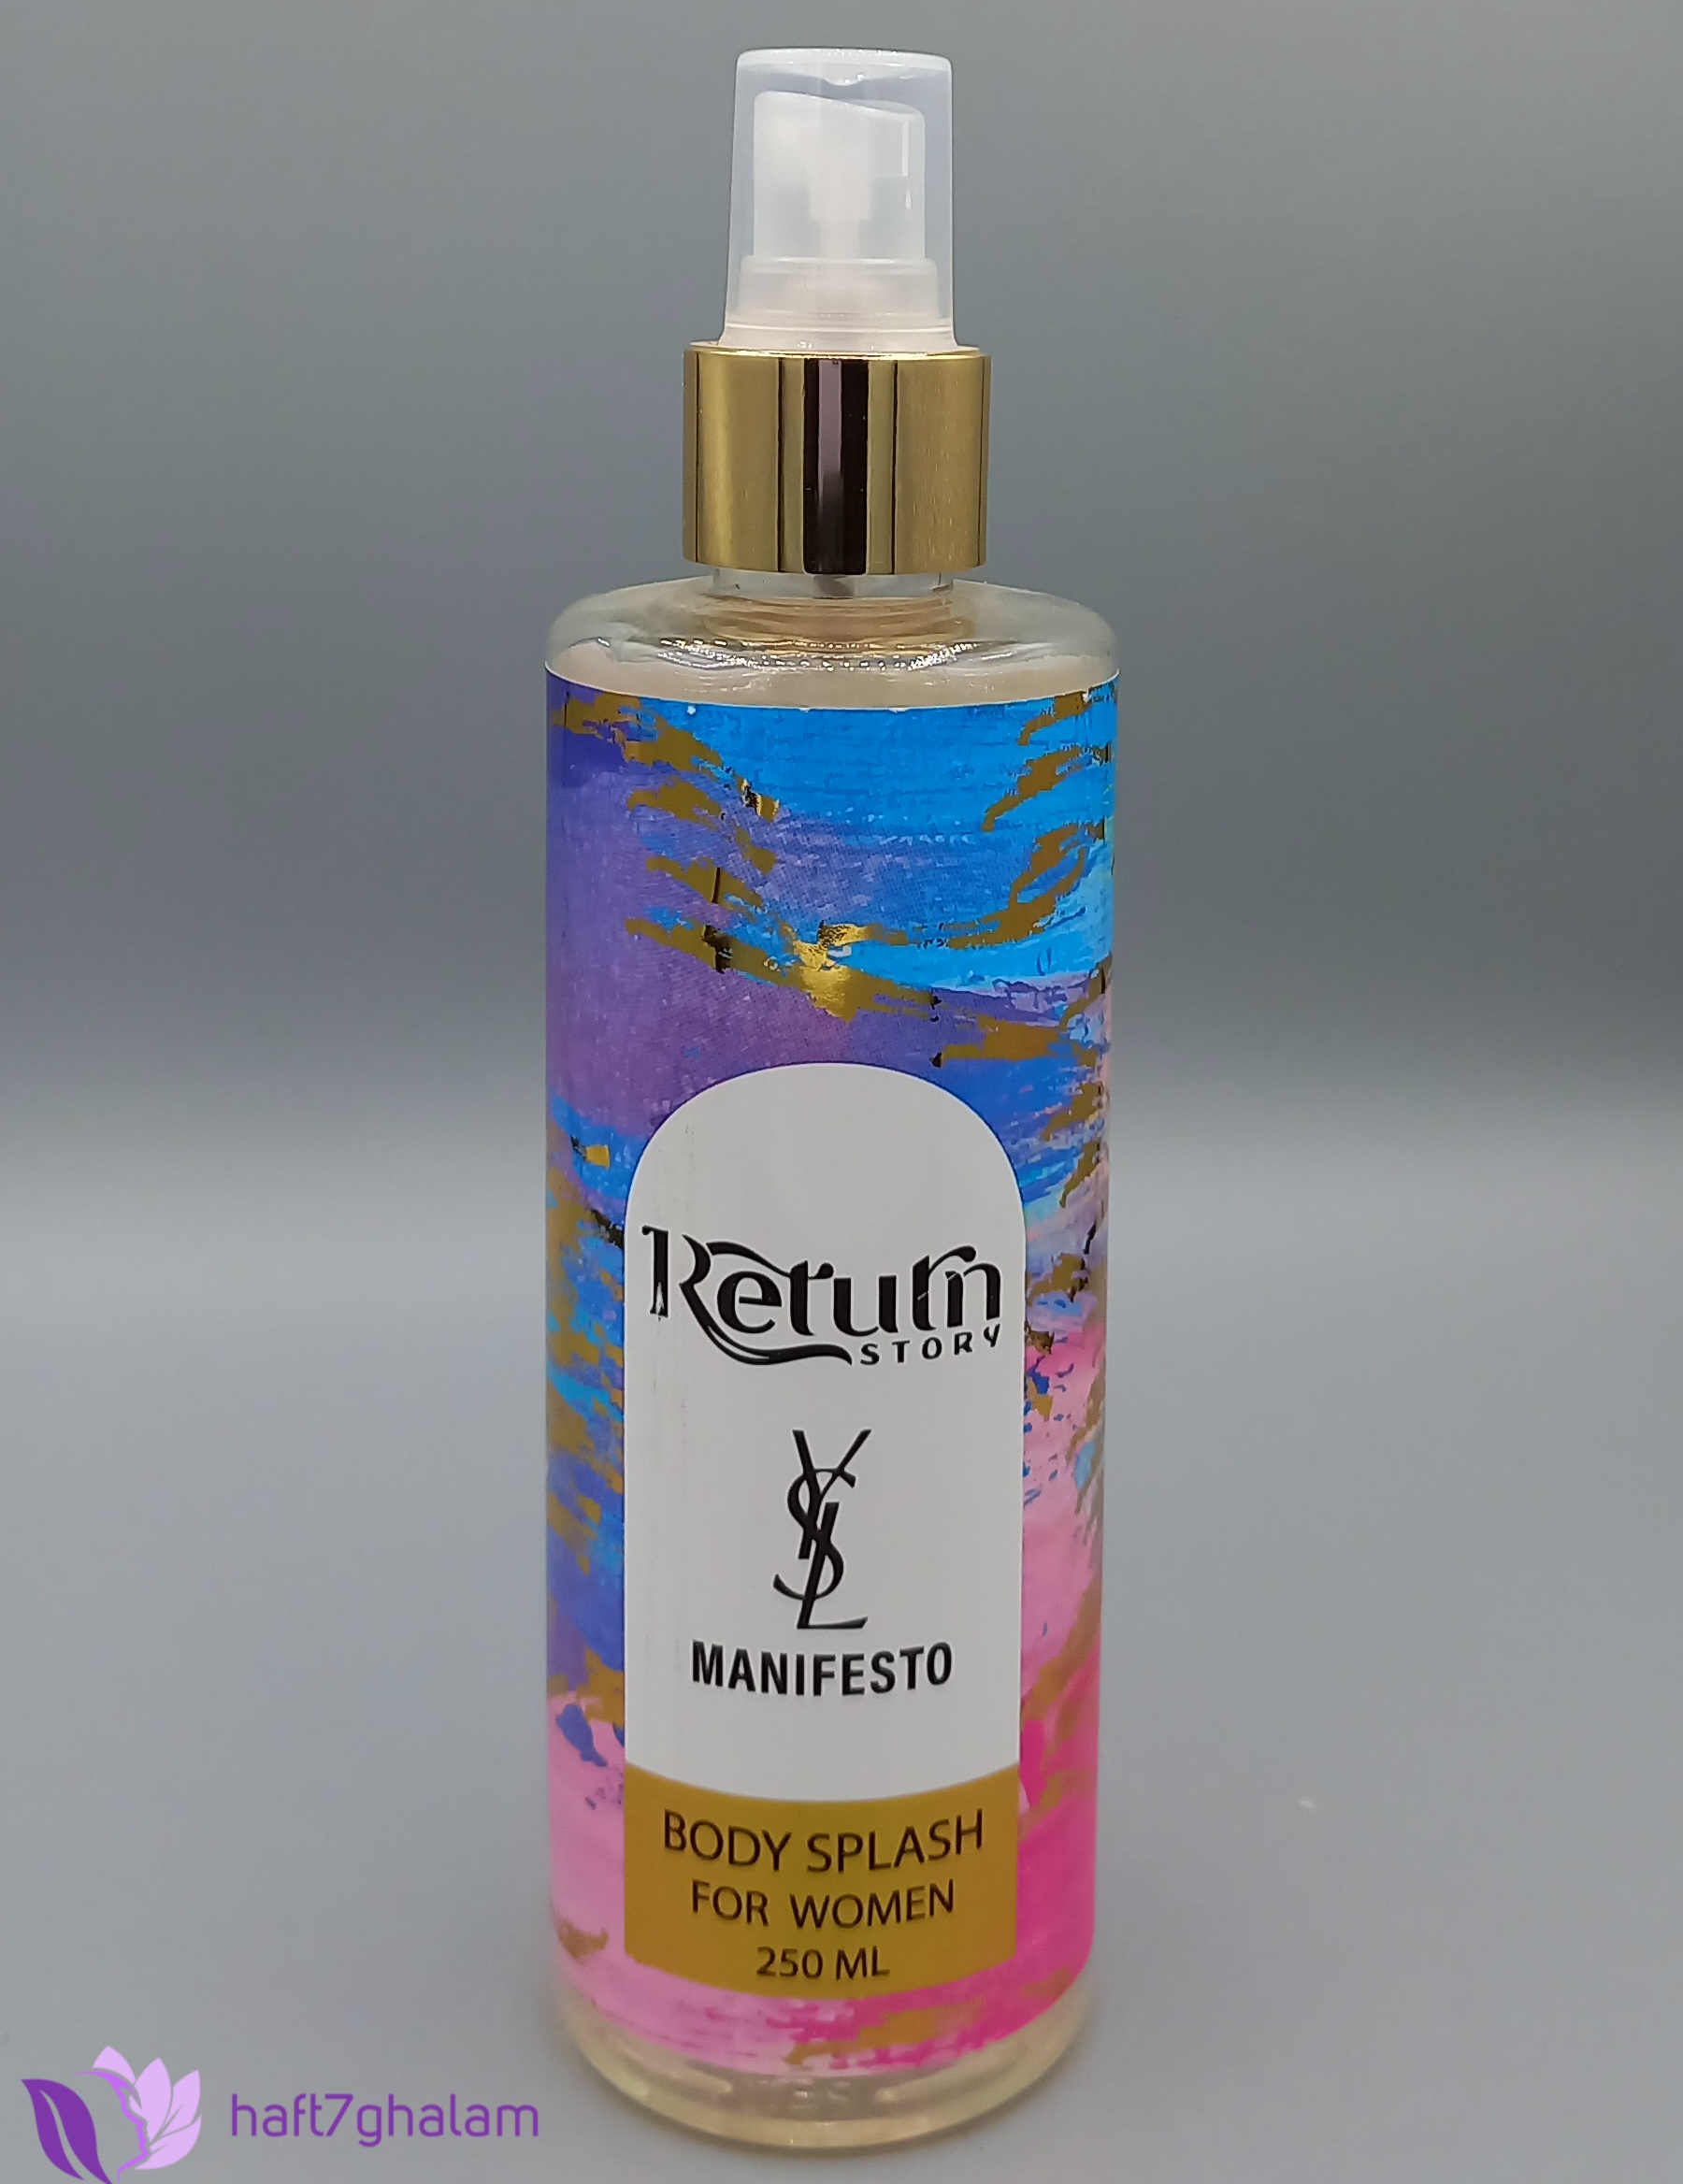 Return
STORY
YSL
MANIFESTO
BODY SPLASH
FOR WOMEN
250 ML
haft7ghalam